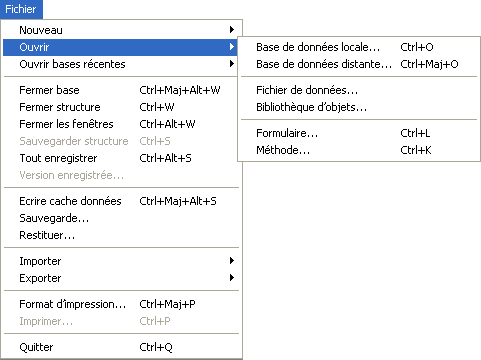 Fichier
Nouveau
Ouvrir
Ouvrir bases récentes
Fermer base Ctrl+Maj+Alt+W
Fermer structure Ctrl+W
Fermer les fenêtres Ctrl+Alt+W
Sauvegarder structure Ctrl+S
Tout enregistrer Ctrl+Alt+S
Version enregistrée...
Ecrire cache données Ctrl+Maj+Alt+S
Sauvegarde...
Restituer...
Importer
Exporter
Format d'impression... Ctrl+Maj+P
Imprimer... Ctrl+P
Quitter Ctrl+Q
Base de données locale... Ctrl+O
Base de données distante... Ctrl+Maj+O
Fichier de données...
Bibliothèque d'objets...
Formulaire... Ctrl+L
Méthode... Ctrl+K